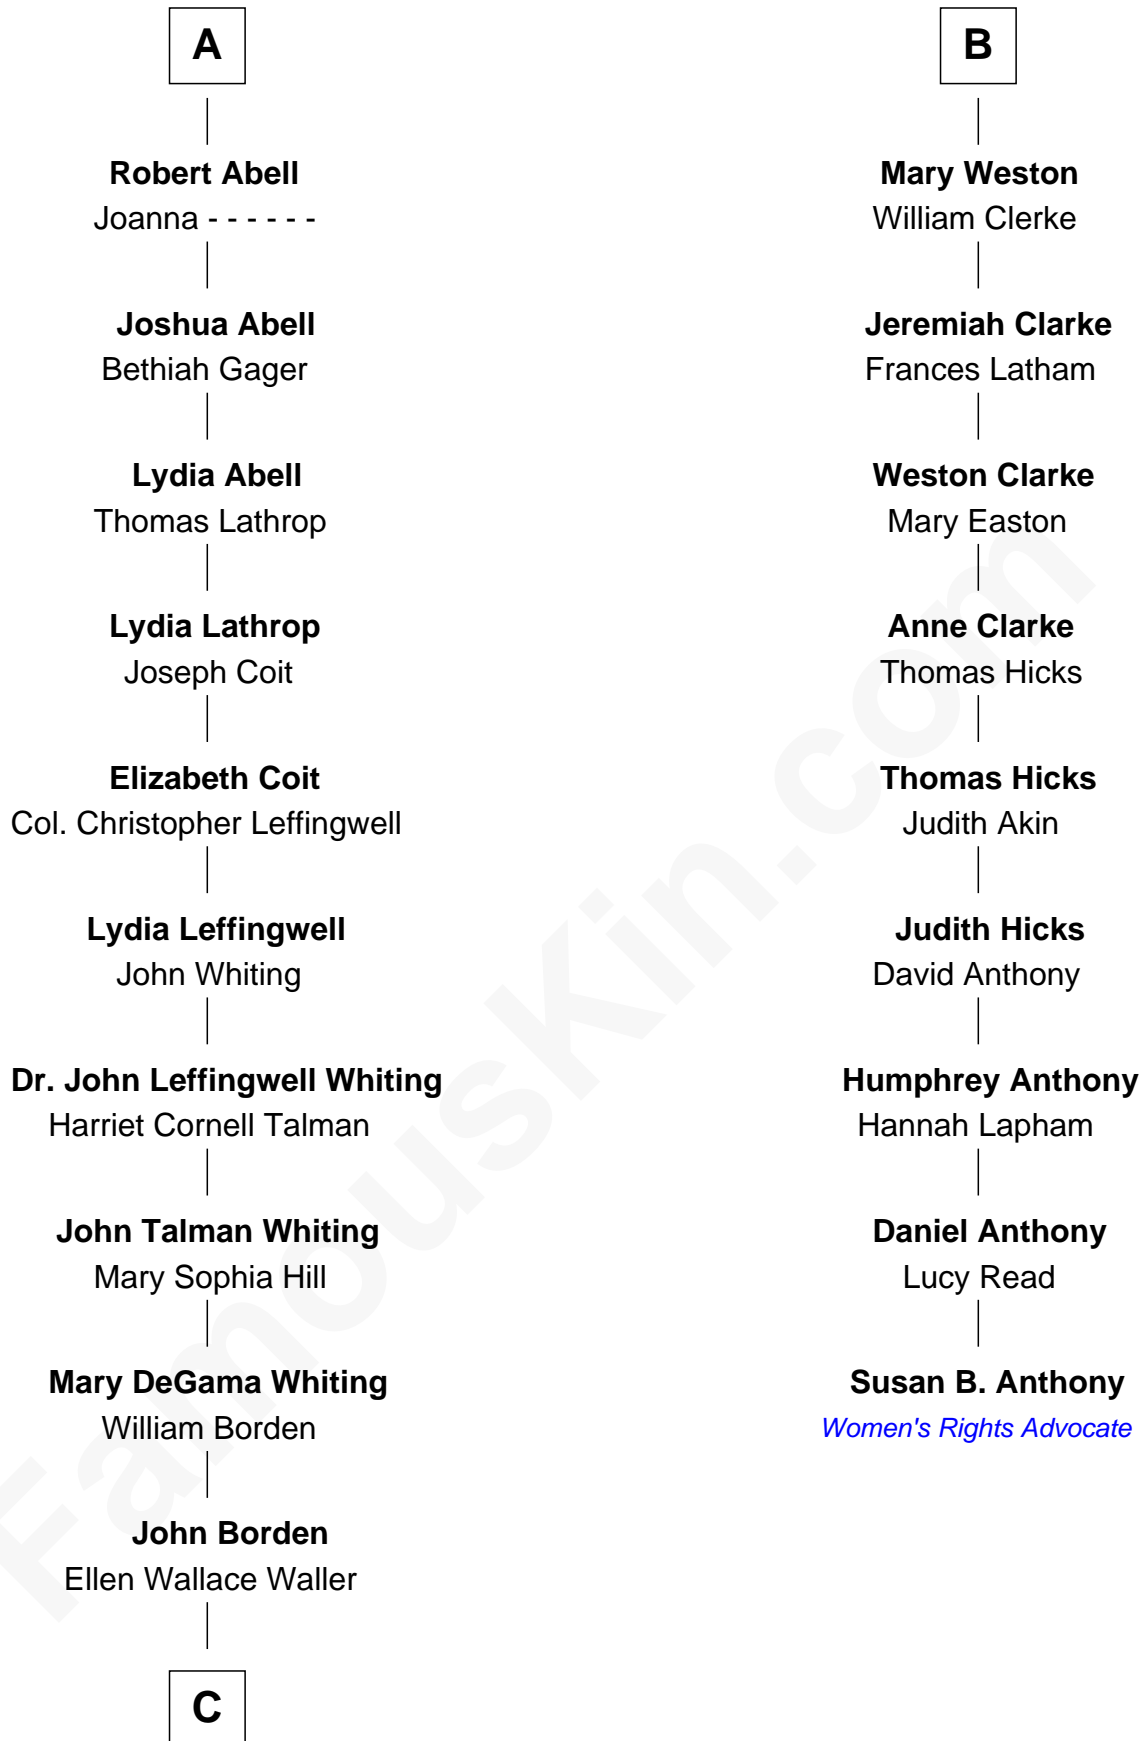 A
Robert Abell
Joanna - - - - - -
Joshua Abell
Bethiah Gager
Lydia Abell
Thomas Lathrop
Lydia Lathrop
Joseph Coit
Elizabeth Coit
Col. Christopher Leffingwell
Lydia Leffingwell
John Whiting
Dr. John Leffingwell Whiting
Harriet Cornell Talman
John Talman Whiting
Mary Sophia Hill
Mary DeGama Whiting
William Borden
John Borden
Ellen Wallace Waller
C
B
Mary Weston
William Clerke
Jeremiah Clarke
Frances Latham
Weston Clarke
Mary Easton
Anne Clarke
Thomas Hicks
Thomas Hicks
Judith Akin
Judith Hicks
David Anthony
Humphrey Anthony
Hannah Lapham
Daniel Anthony
Lucy Read
Susan B. Anthony
Women's Rights Advocate
FamousKin.com